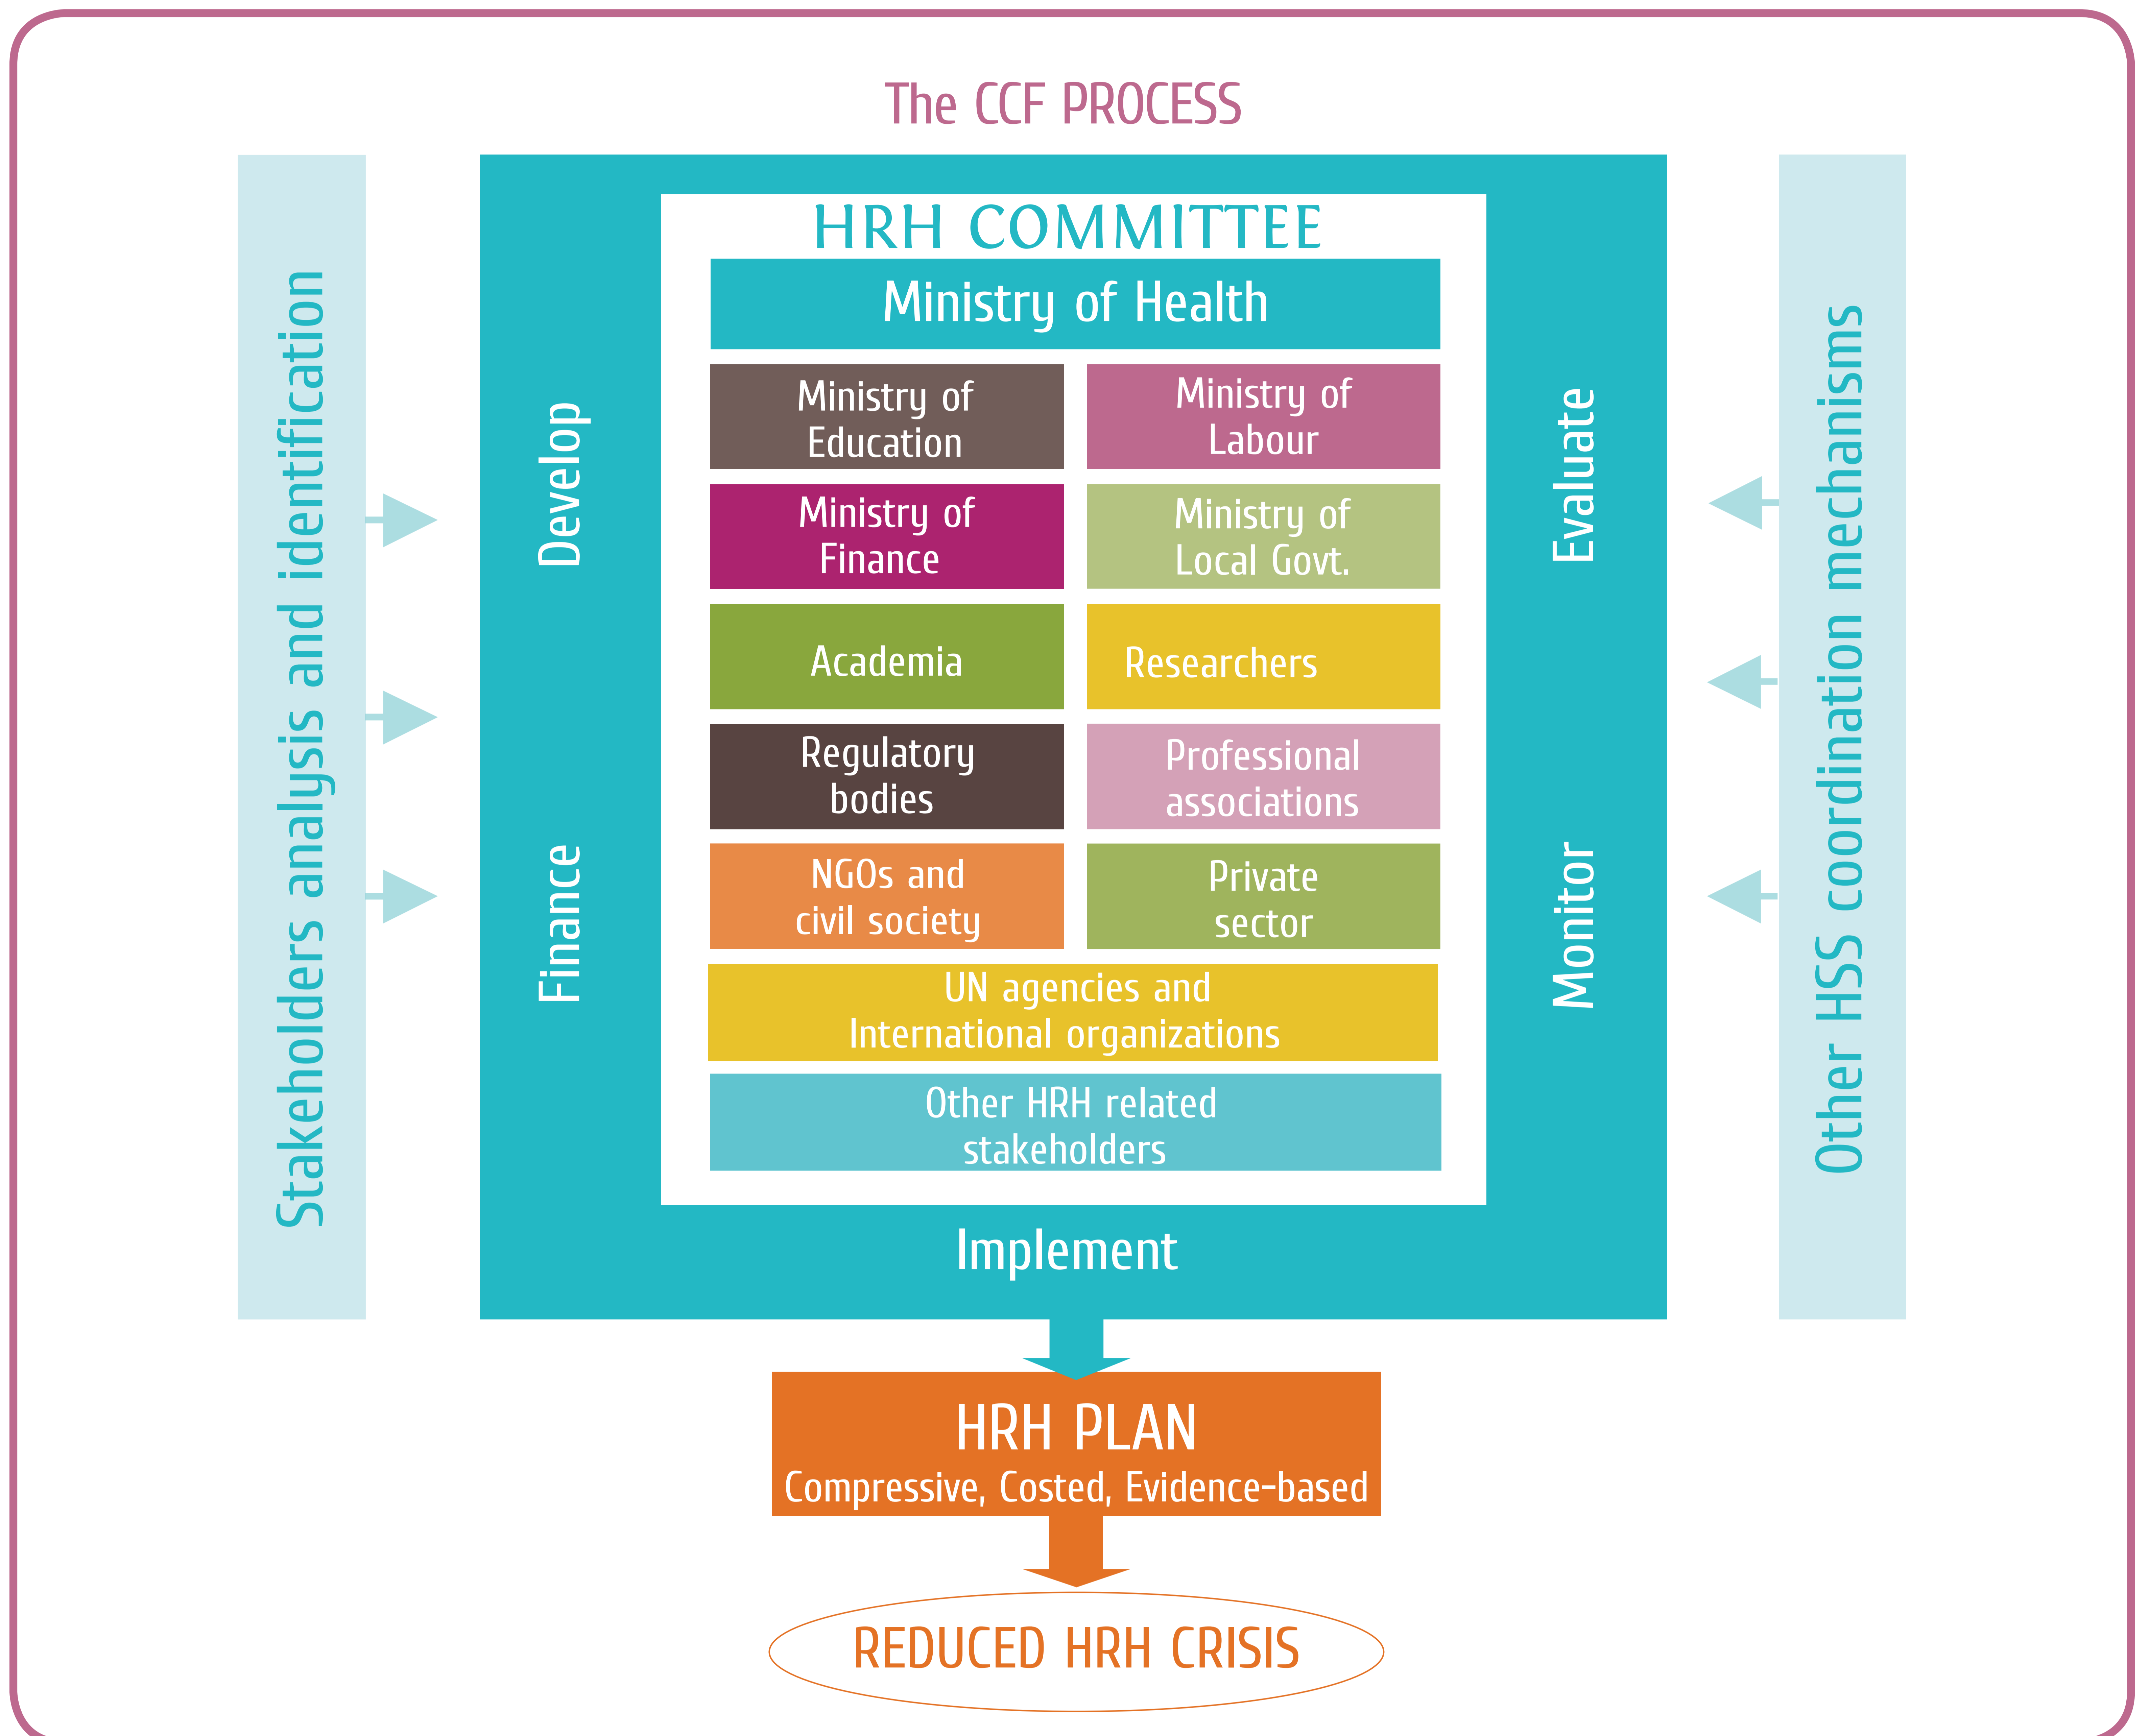 The CCF PROCESS
Stakeholders analysis and identification
Develop
Finance
HRH COMMITTEE
Ministry of Health
Ministry of
Education
Ministry of
Labour
Ministry of
Finance
Ministry of
Local Govt.
Academia
Researchers
Regulatory
bodies
Professional
associations
NGOs and
civil society
Private
sector
UN agencies and
International organizations
Other HRH related
stakeholders
Evaluate
Monitor
Other HSS coordination mechanisms
Implement
HRH PLAN
Compressive, Costed, Evidence-based
REDUCED HRH CRISIS